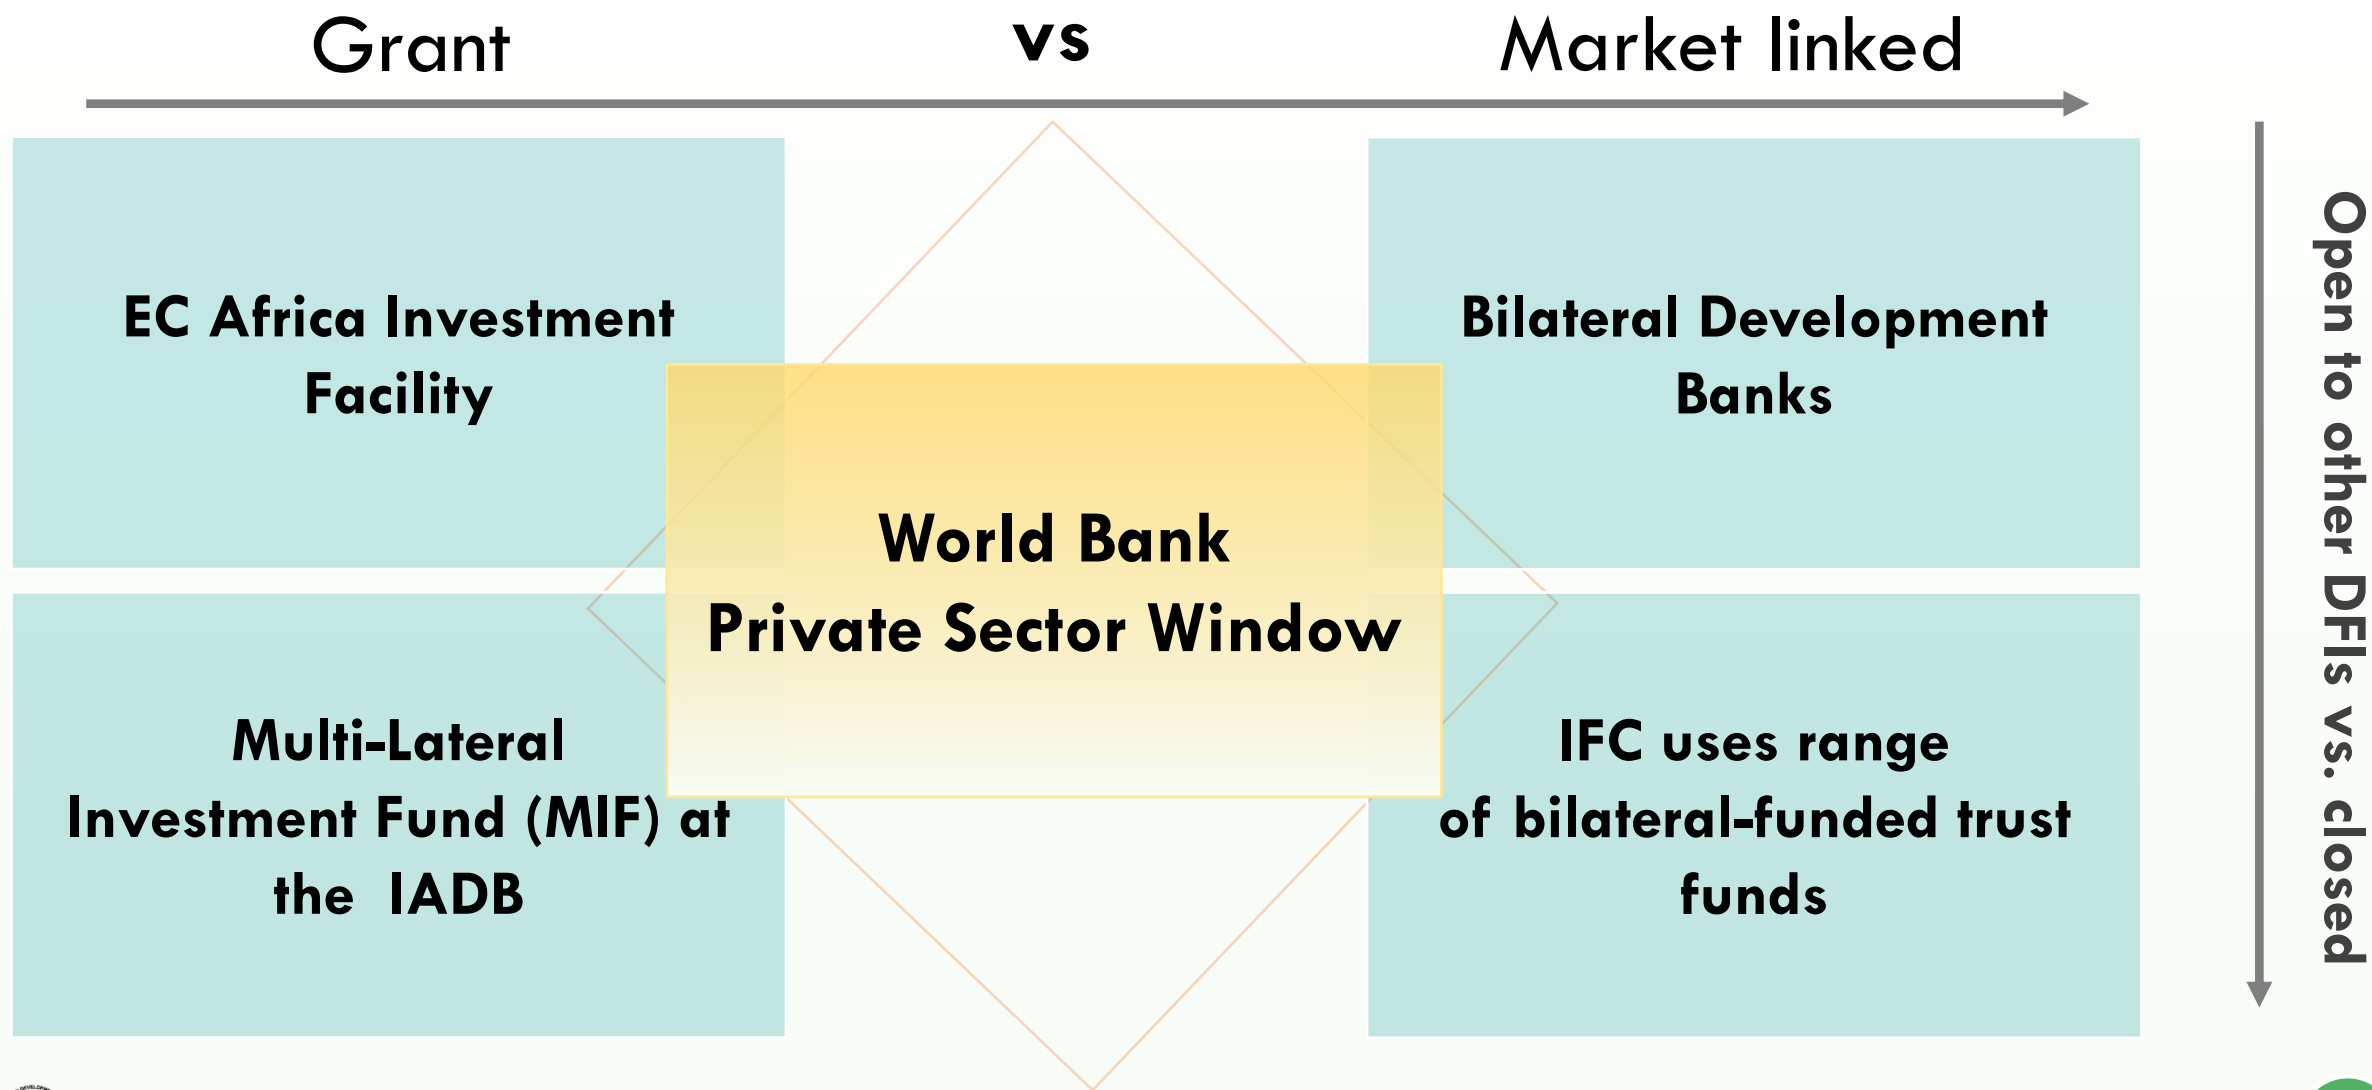 Grant vs Market linked
EC Africa Investment
Facility
Bilateral Development
Banks
World Bank
Private Sector Window
Multi-Lateral
Investment Fund (MIF) at
the IADB
IFC uses range
of bilateral-funded trust
funds
Open to other DFIs vs. closed